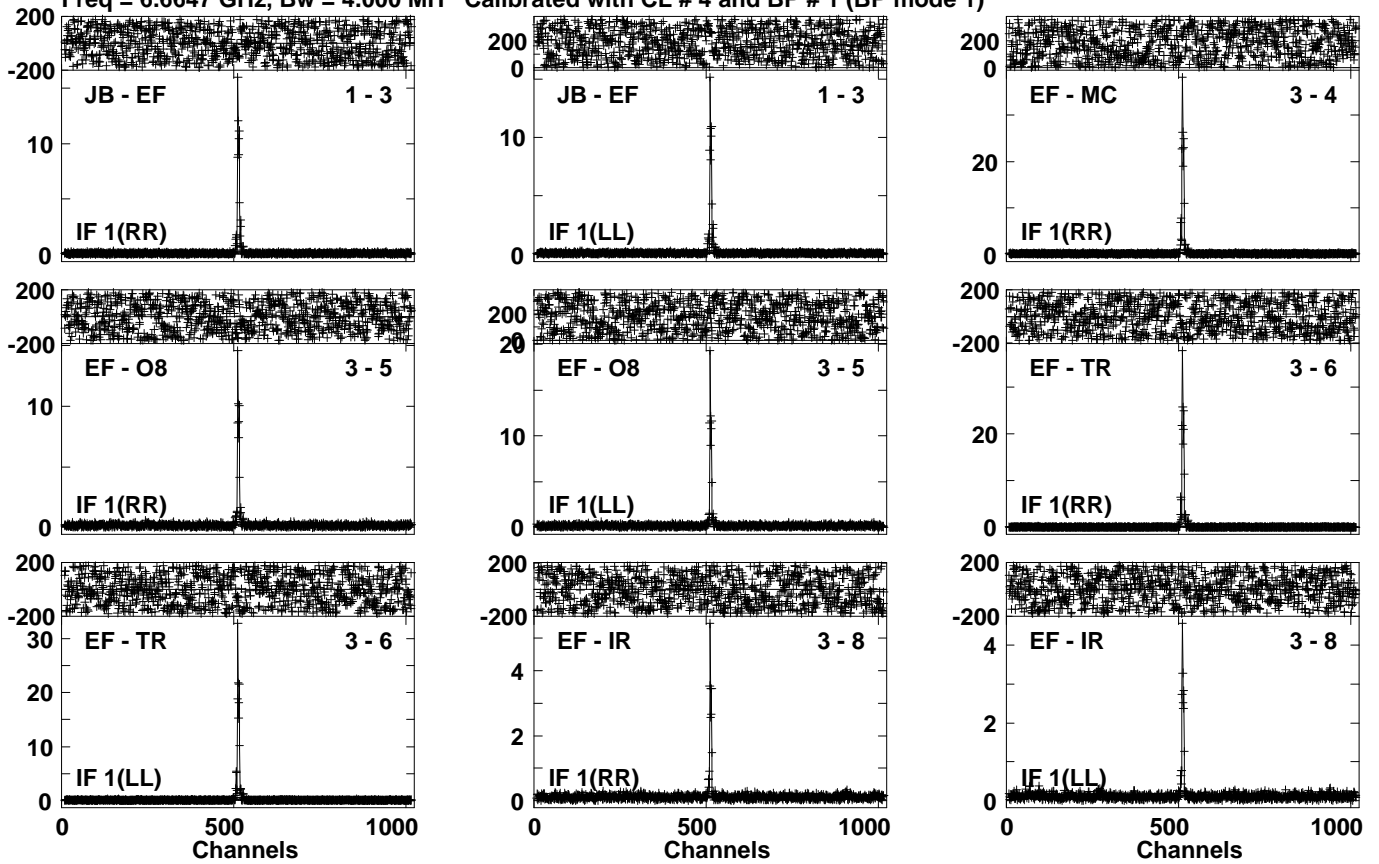 Freq = 6.6647 GHz, Bw = 4.000 MH Calibrated with CL # 4 and BP # 1 (BP mode 1)
200
-200
JB - EF 1 - 3
10
IF 1(RR)
0
200
0
JB - EF 1 - 3
10
IF 1(LL)
0
200
0
EF - MC 3 - 4
20
IF 1(RR)
0
200
-200
EF - O8 3 - 5
10
IF 1(RR)
0
200
0
20
EF - O8 3 - 5
10
IF 1(LL)
0
200
-200
EF - TR 3 - 6
20
IF 1(RR)
0
200
-200
30
EF - TR 3 - 6
20
10
IF 1(LL)
0
0 500 1000
Channels
200
-200
EF - IR 3 - 8
4
2
IF 1(RR)
0
0 500 1000
Channels
200
-200
EF - IR 3 - 8
4
2
IF 1(LL)
0
0 500 1000
Channels